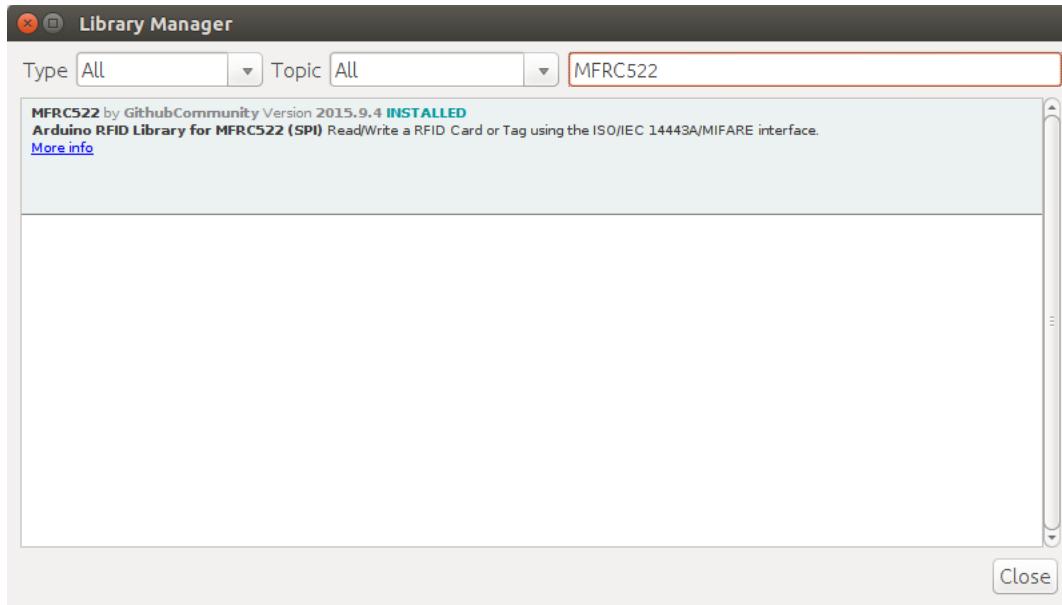 Library Manager
Type All Topic All MFRC522
MFRC522 by GithubCommunity Version 2015.9.4 INSTALLED
Arduino RFID Library for MFRC522 (SPI) Read/Write a RFID Card or Tag using the ISO/IEC 14443A/MIFARE interface.
More info
Close